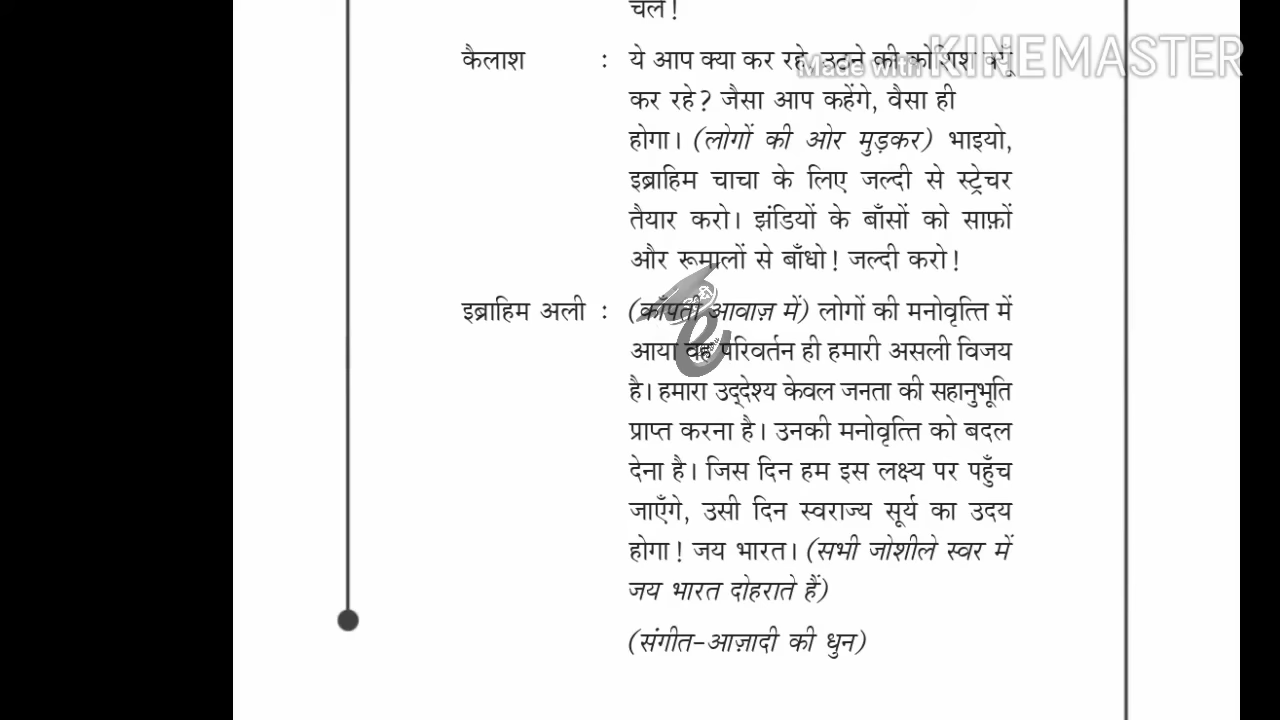 चलें!
कैलाश : ये आप क्या कर रहे, उठने की कोशिश क्यूँ
कर रहे? जैसा आप कहेंगे, वैसा ही
होगा। (लोगों की ओर मुड़कर) भाइयो,
इब्राहिम चाचा के लिए जल्दी से स्ट्रेचर
तैयार करो। झंडियों के बाँसों को साफ़ों
और रूमालों से बाँधो! जल्दी करो!
इब्राहिम अली : (काँपती आवाज़ में) लोगों की मनोवृत्ति में
आया वह परिवर्तन ही हमारी असली विजय
है। हमारा उद्देश्य केवल जनता की सहानुभूति
प्राप्त करना है। उनकी मनोवृत्ति को बदल
देना है। जिस दिन हम इस लक्ष्य पर पहुँच
जाएँगे, उसी दिन स्वराज्य सूर्य का उदय
होगा! जय भारत। (सभी जोशीले स्वर में
जय भारत दोहराते हैं)
(संगीत-आज़ादी की धुन)
Made with KINEMASTER